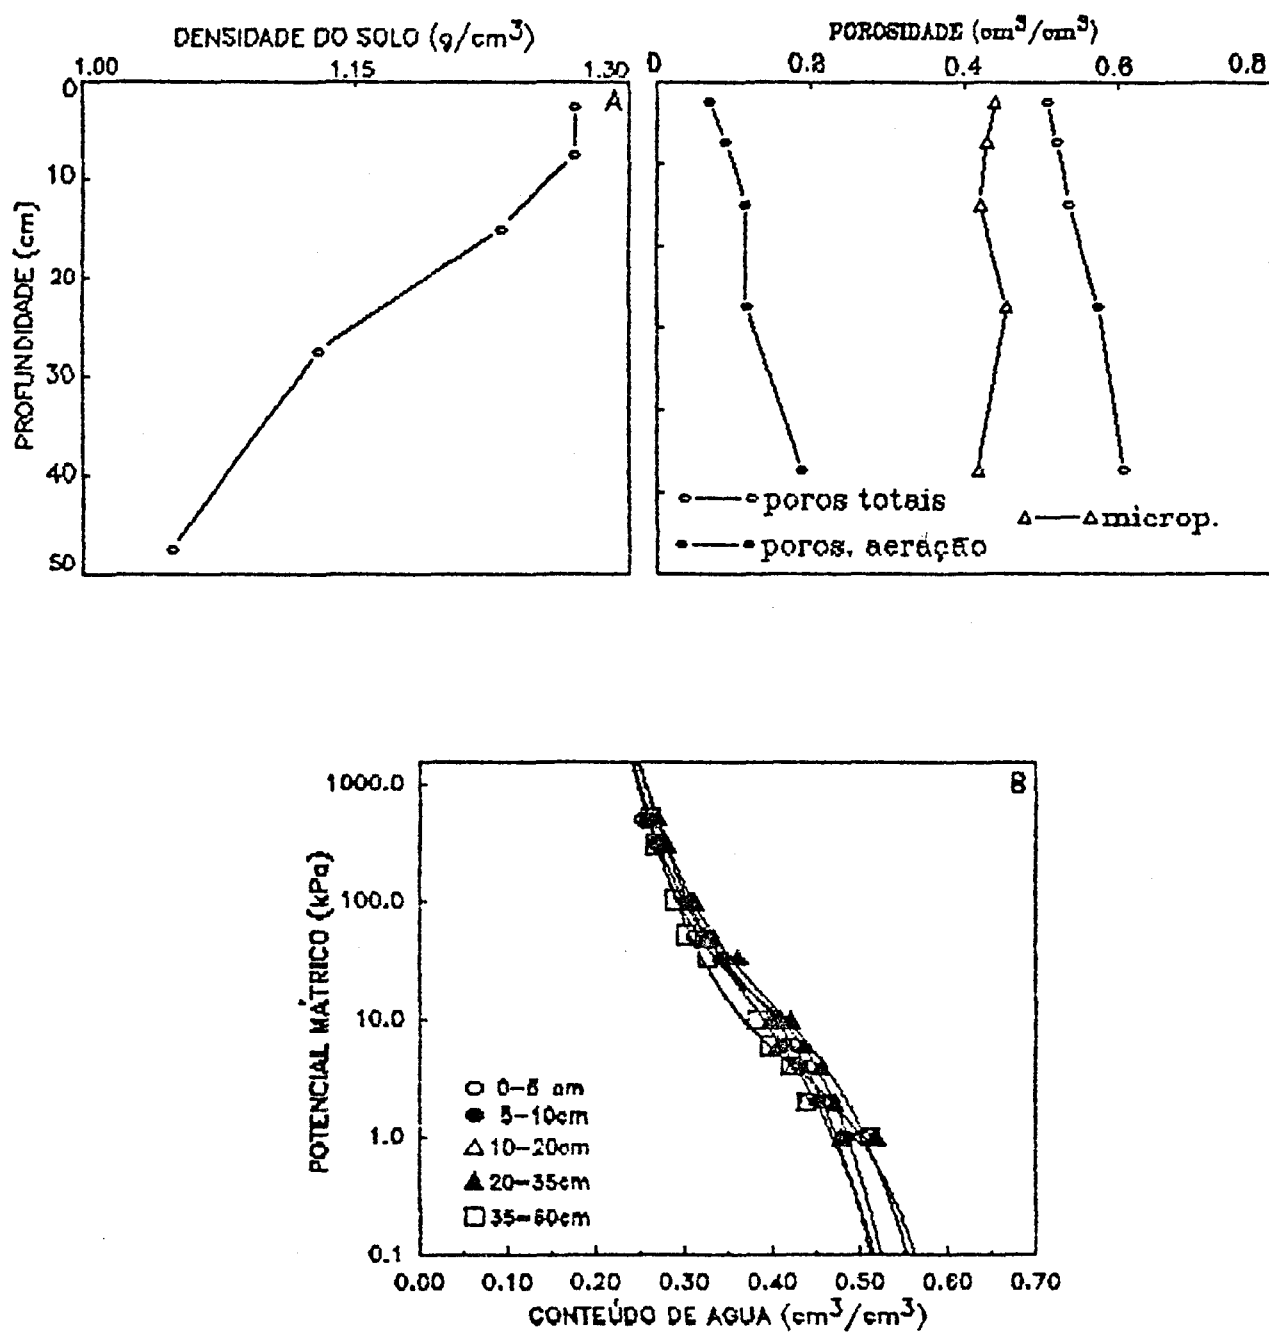 DENSIDADE DO SOLO (g/cm³)
1.00 1.15 1.30
A
0
10
20
30
40
50
PROFUNDIDADE (cm)
POROSIDADE (cm³/cm³)
0 0.2 0.4 0.6 0.8
poros totais
microp.
poros. aeração
B
1000.0
100.0
10.0
1.0
0.1
POTENCIAL MÁTRICO (kPa)
0-5 cm
5-10cm
10-20cm
20-35cm
35-60cm
0.00 0.10 0.20 0.30 0.40 0.50 0.60 0.70
CONTEÚDO DE AGUA (cm³/cm³)